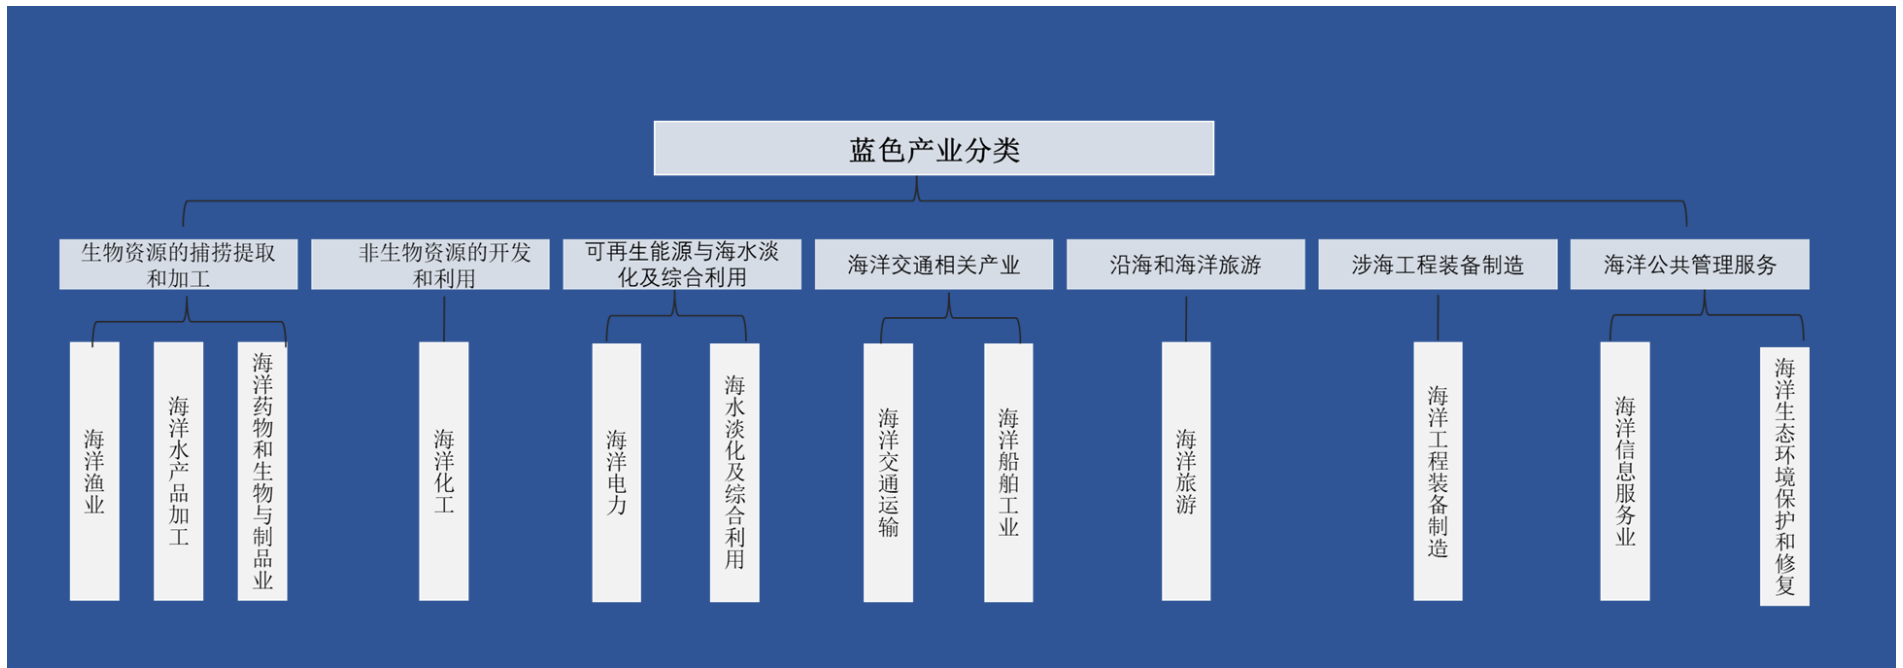 蓝色产业分类
生物资源的捕捞提取
和加工
非生物资源的开发
和利用
可再生能源与海水淡
化及综合利用
海洋交通相关产业
沿海和海洋旅游
涉海工程装备制造
海洋公共管理服务
海洋渔业
海洋水产品加工
海洋药物和生物与制品业
海洋化工
海洋电力
海水淡化及综合利用
海洋交通运输
海洋船舶工业
海洋旅游
海洋工程装备制造
海洋信息服务业
海洋生态环境保护和修复